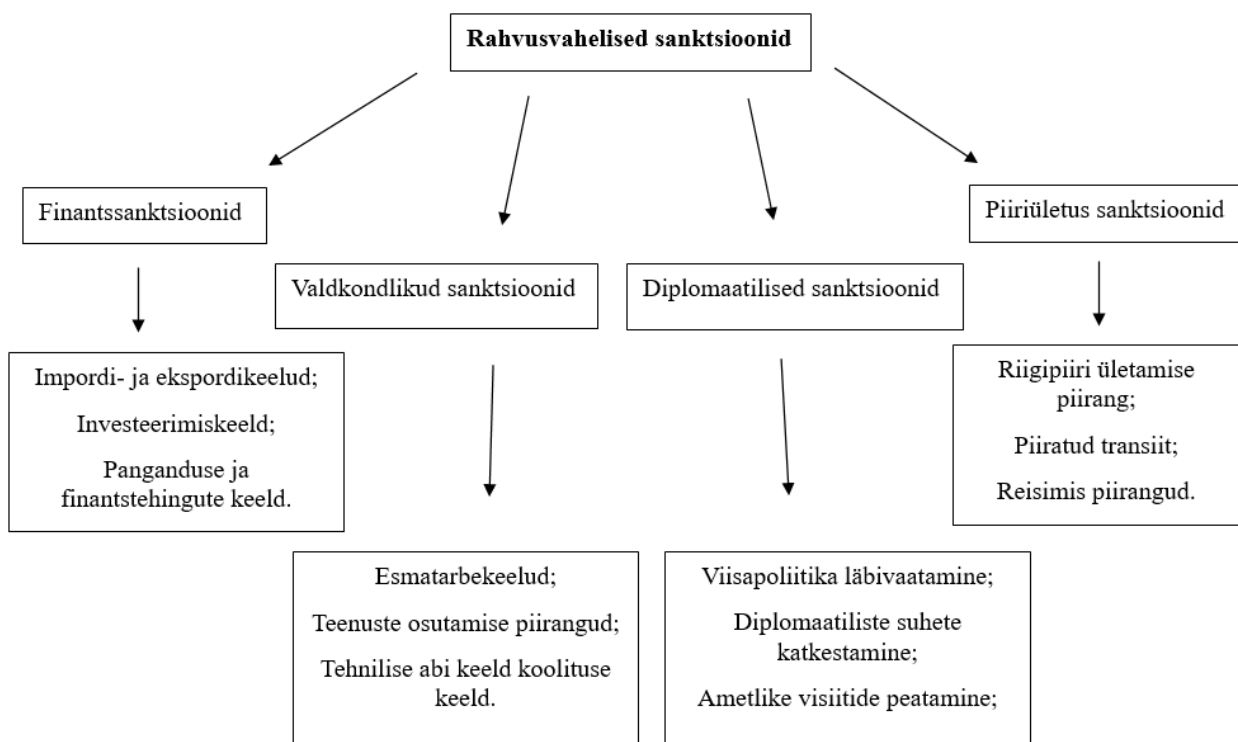 Rahvusvahelised sanktsioonid
Finantssanktsioonid
Piiriületus sanktsioonid
Valdkondlikud sanktsioonid
Diplomaatilised sanktsioonid
Impordi- ja ekspordikeelud;
Investeerimiskeeld;
Panganduse ja
finantstehingute keeld.
Riigipiiri ületamise
piirang;
Piiratud transiit;
Reisimis piirangud.
Esmatarbekeelud;
Teenuste osutamise piirangud;
Tehnilise abi keeld koolituse
keeld.
Viisapoliitika läbivaatamine;
Diplomaatiliste suhete
katkestamine;
Ametlike visiitide peatamine;